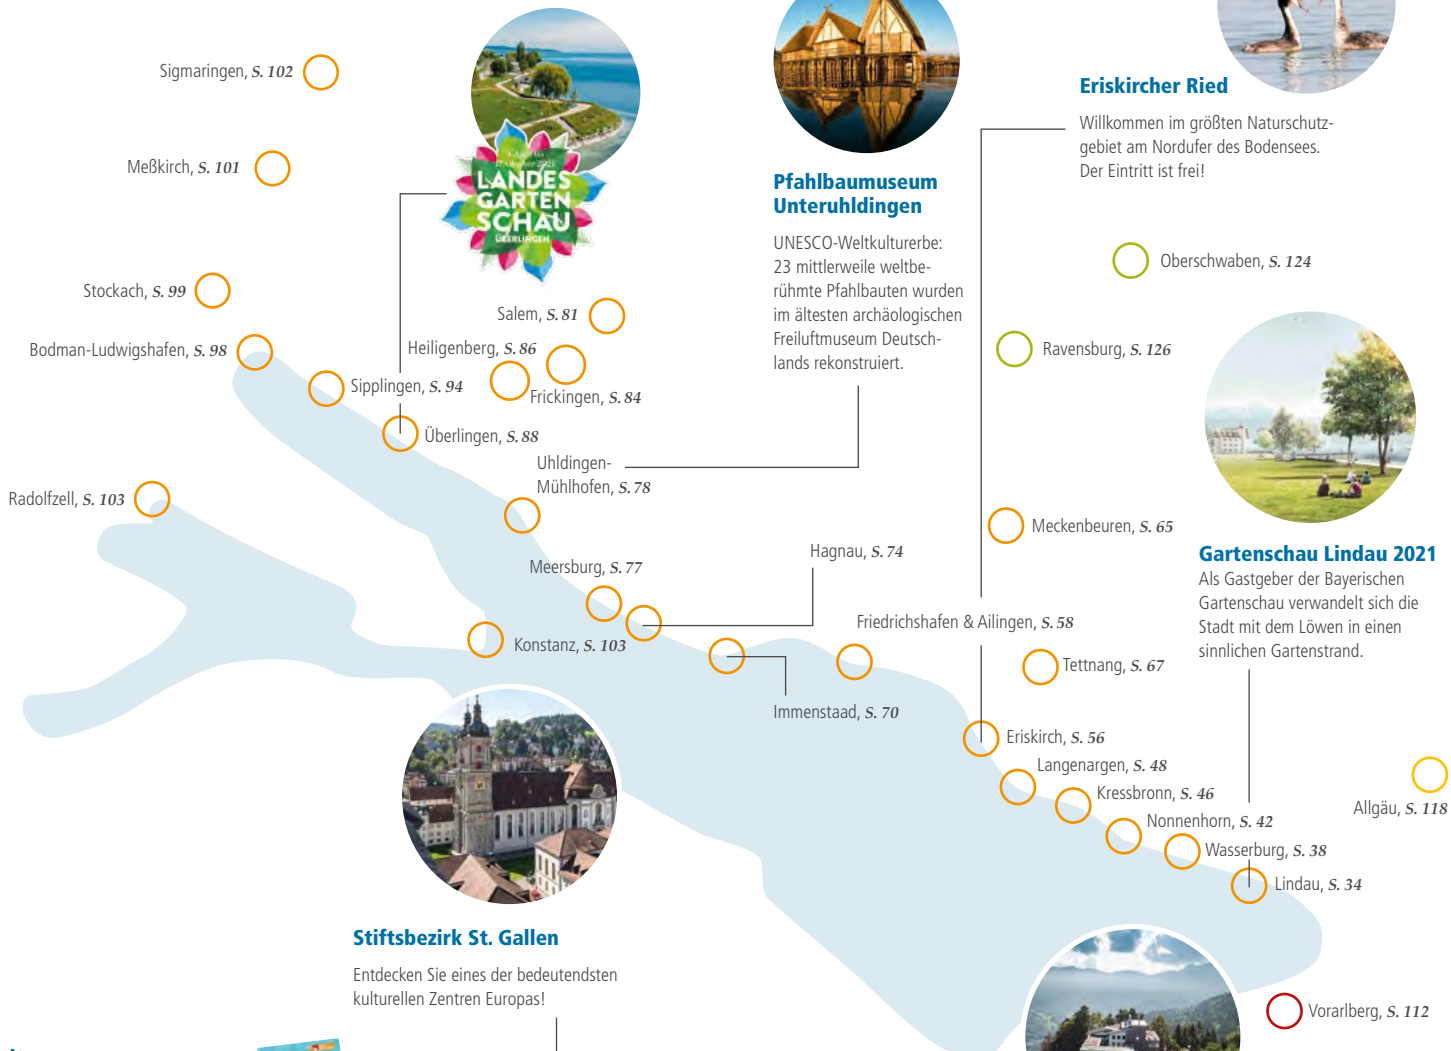 Sigmaringen, S. 102
Meßkirch, S. 101
Stockach, S. 99
Bodman-Ludwigshafen, S. 98
Radolfzell, S. 103
LANDES
GARTEN
SCHAU
ÜBERLINGEN
Salem, S. 81
Heiligenberg, S. 86
Sipplingen, S. 94
Frickingen, S. 84
Überlingen, S. 88
Uhldingen-
Mühlhofen, S. 78
Meersburg, S. 77
Konstanz, S. 103
Hagnau, S. 74
Immenstaad, S. 70
Friedrichshafen & Ailingen, S. 58
Pfahlbaumuseum
Unteruhldingen
UNESCO-Weltkulturerbe:
23 mittlerweile weltbe-
rühmte Pfahlbauten wurden
im ältesten archäologischen
Freiluftmuseum Deutsch-
lands rekonstruiert.
Eriskircher Ried
Willkommen im größten Naturschutz-
gebiet am Nordufer des Bodensees.
Der Eintritt ist frei!
Oberschwaben, S. 124
Ravensburg, S. 126
Meckenbeuren, S. 65
Tettnang, S. 67
Gartenschau Lindau 2021
Als Gastgeber der Bayerischen
Gartenschau verwandelt sich die
Stadt mit dem Löwen in einen
sinnlichen Gartenstrand.
Eriskirch, S. 56
Langenargen, S. 48
Kressbronn, S. 46
Nonnenhorn, S. 42
Wasserburg, S. 38
Lindau, S. 34
Allgäu, S. 118
Stiftsbezirk St. Gallen
Entdecken Sie eines der bedeutendsten
kulturellen Zentren Europas!
Vorarlberg, S. 112